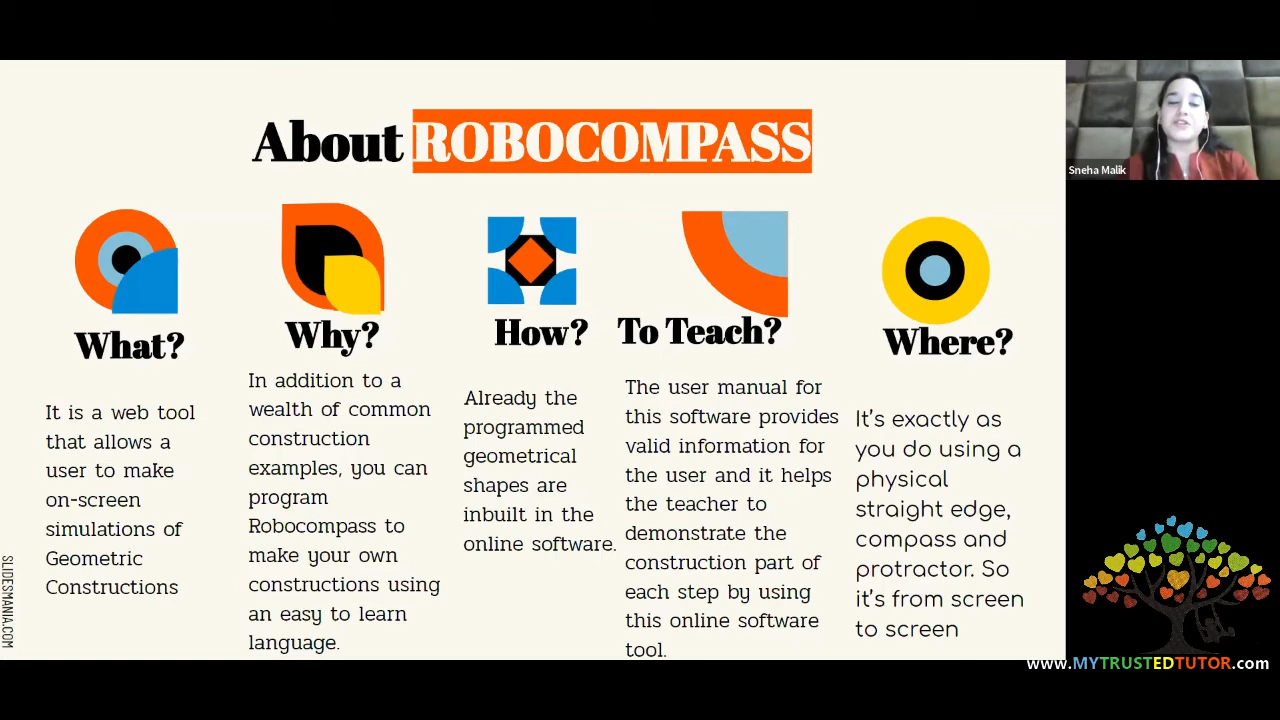 About ROBOCOMPASS
Sneha Malik
What?
It is a web tool
that allows a
user to make
on-screen
simulations of
Geometric
Constructions
Why?
In addition to a
wealth of common
construction
examples, you can
program
Robocompass to
make your own
constructions using
an easy to learn
language.
How?
Already the
programmed
geometrical
shapes are
inbuilt in the
online software.
To Teach?
The user manual for
this software provides
valid information for
the user and it helps
the teacher to
demonstrate the
construction part of
each step by using
this online software
tool.
Where?
It's exactly as
you do using a
physical
straight edge,
compass and
protractor. So
it's from screen
to screen
SLIDESMANIA.COM
www.MYTRUSTEDTUTOR.com